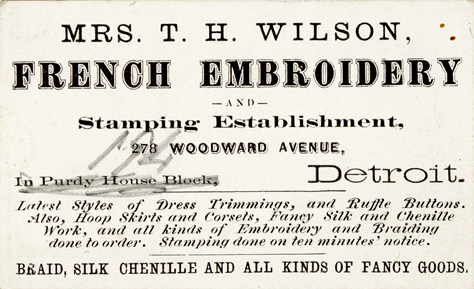 MRS. T. H. WILSON,
FRENCH EMBROIDERY
—AND—
Stamping Establishment,
278 WOODWARD AVENUE,
194
In Purdy House Block, Detroit.
Latest Styles of Dress Trimmings, and Ruffle Buttons.
Also, Hoop Skirts and Corsets, Fancy Silk and Chenille
Work, and all kinds of Embroidery and Braiding
done to order. Stamping done on ten minutes' notice.
BRAID, SILK CHENILLE AND ALL KINDS OF FANCY GOODS.